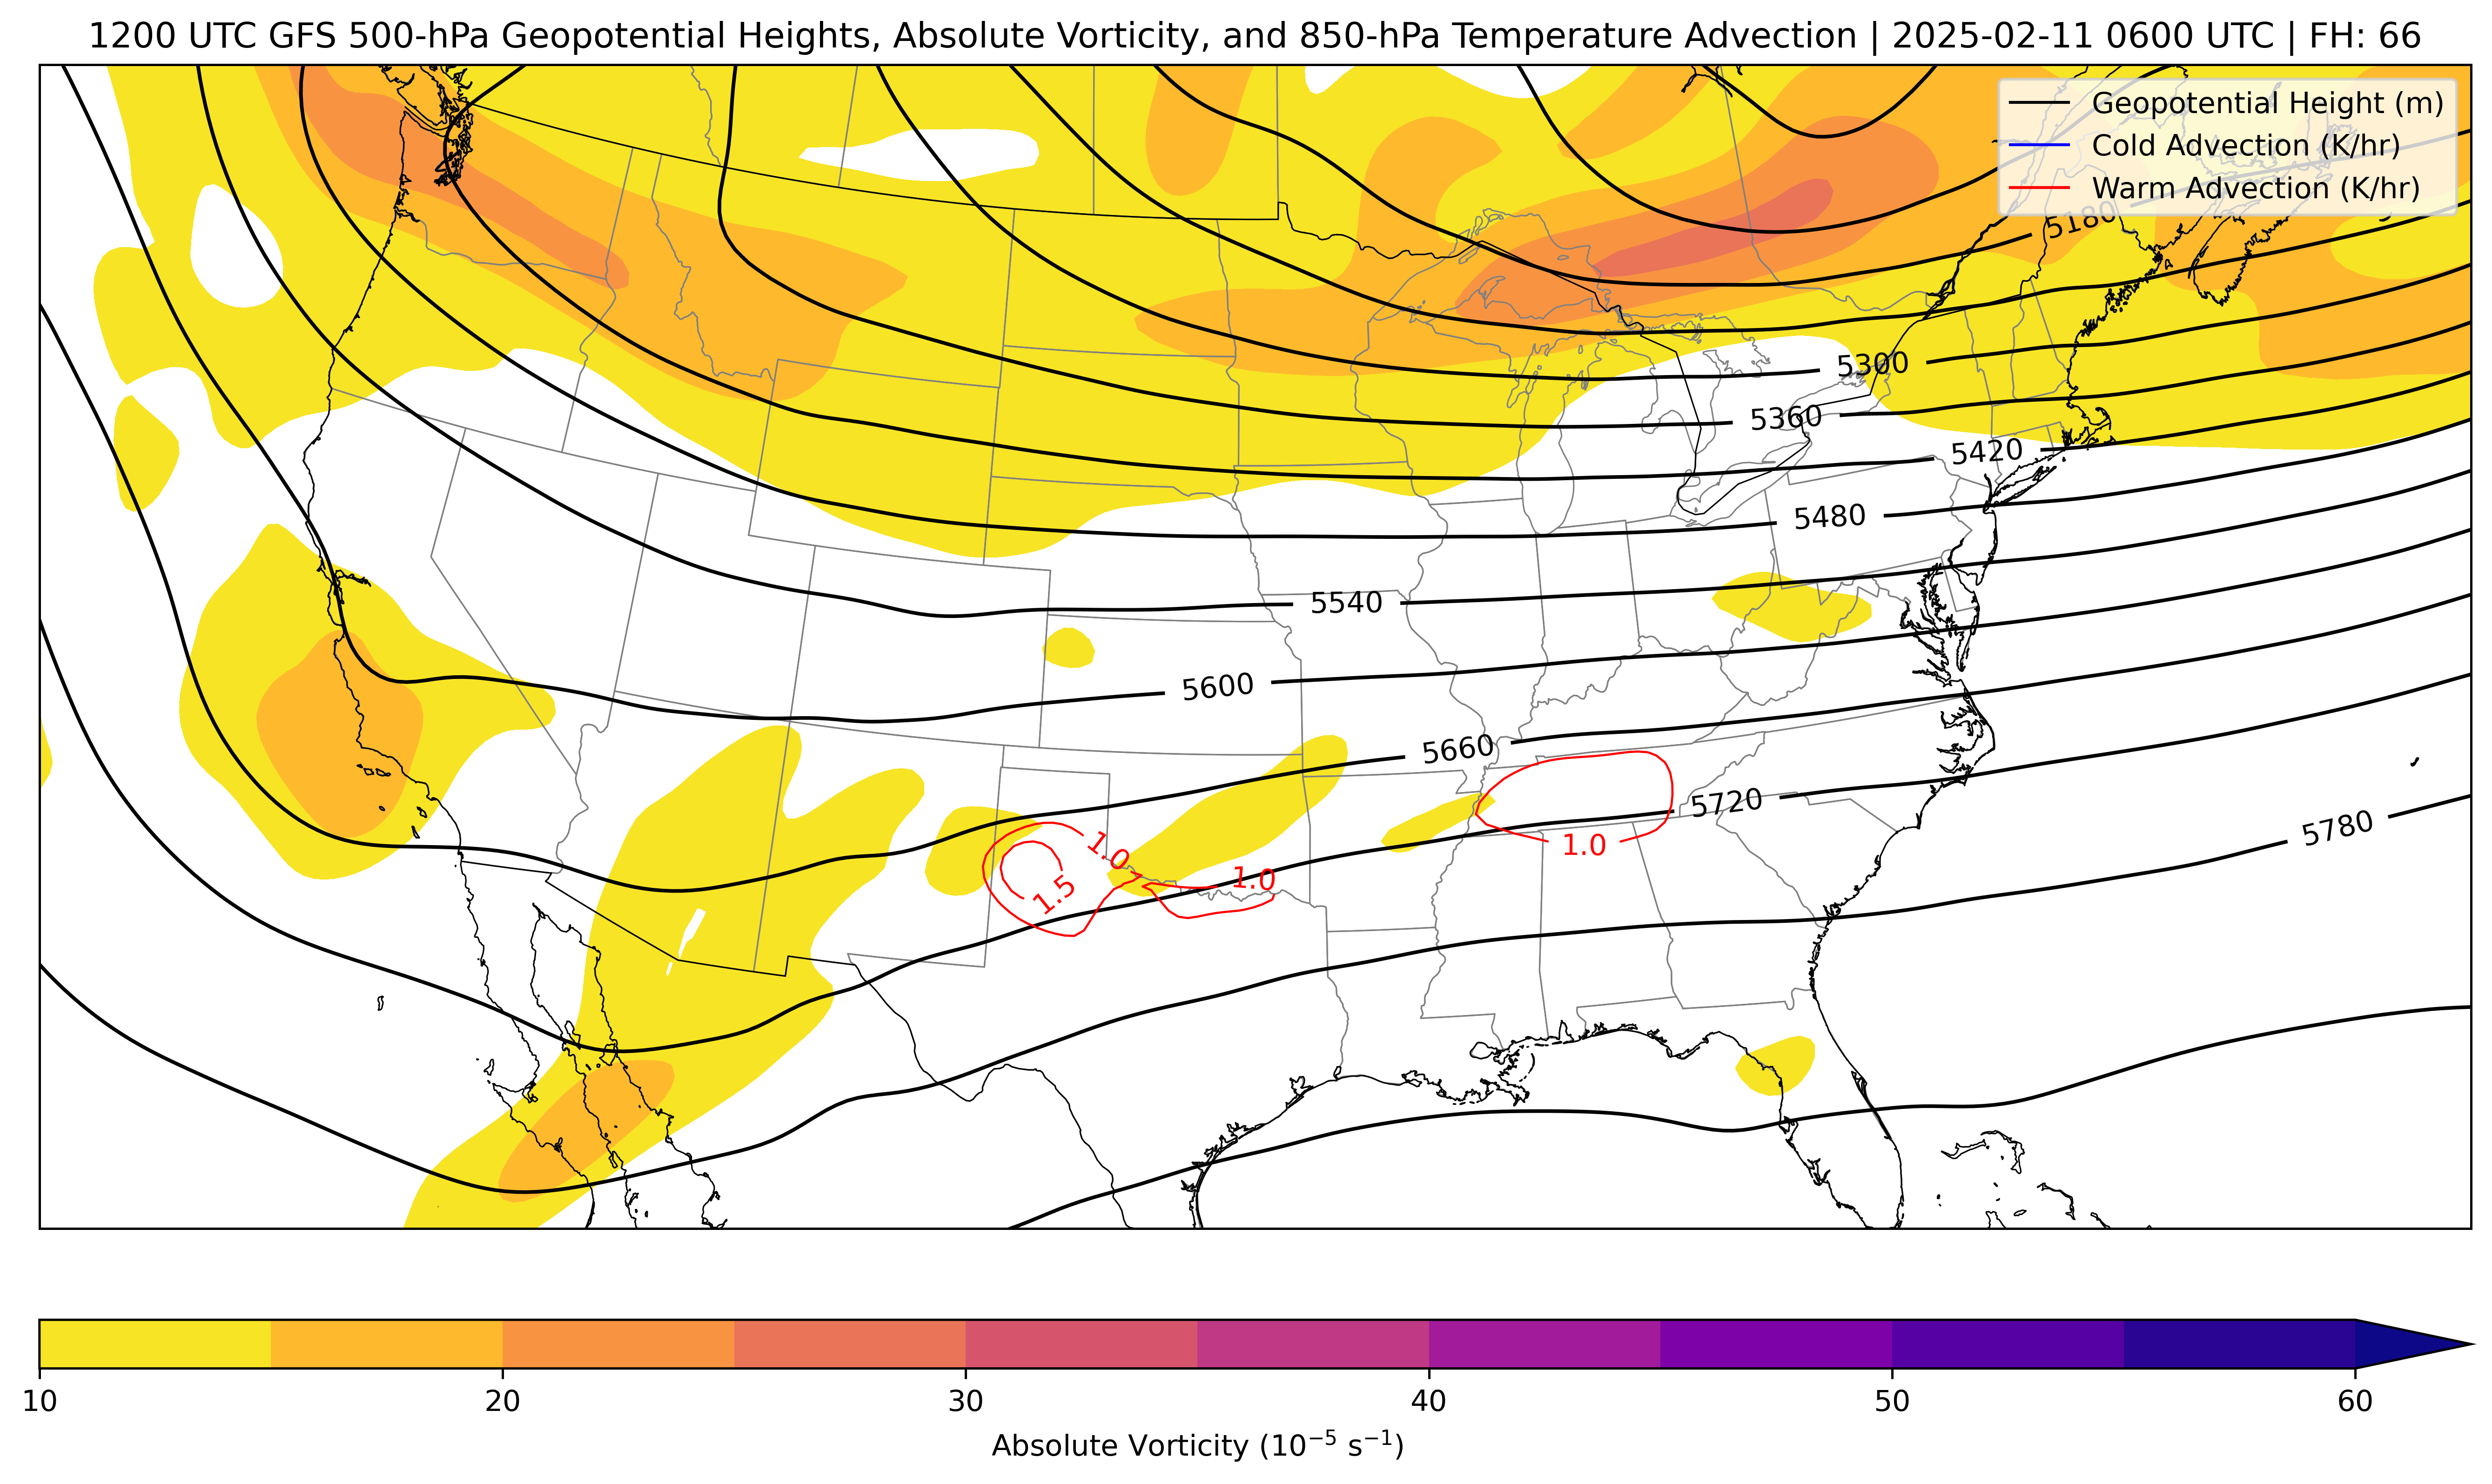 1200 UTC GFS 500-hPa Geopotential Heights, Absolute Vorticity, and 850-hPa Temperature Advection | 2025-02-11 0600 UTC | FH: 66
Geopotential Height (m)
Cold Advection (K/hr)
Warm Advection (K/hr)
5180
5300
5360
5420
5480
5540
5600
5660
5720
5780
1.0
1.5
1.0
1.0
10 20 30 40 50 60
Absolute Vorticity (10⁻⁵ s⁻¹)